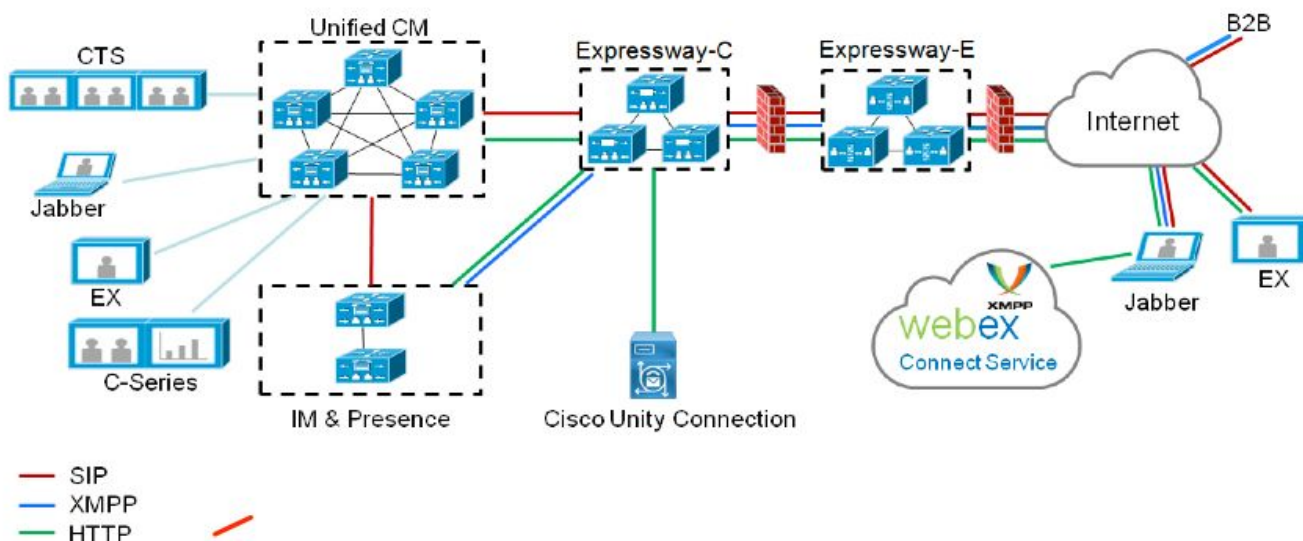 Unified CM
B2B
CTS
Expressway-C
Expressway-E
Internet
Jabber
EX
Jabber
EX
XMPP
webex
Connect Service
C-Series
IM & Presence
Cisco Unity Connection
SIP
XMPP
HTTP